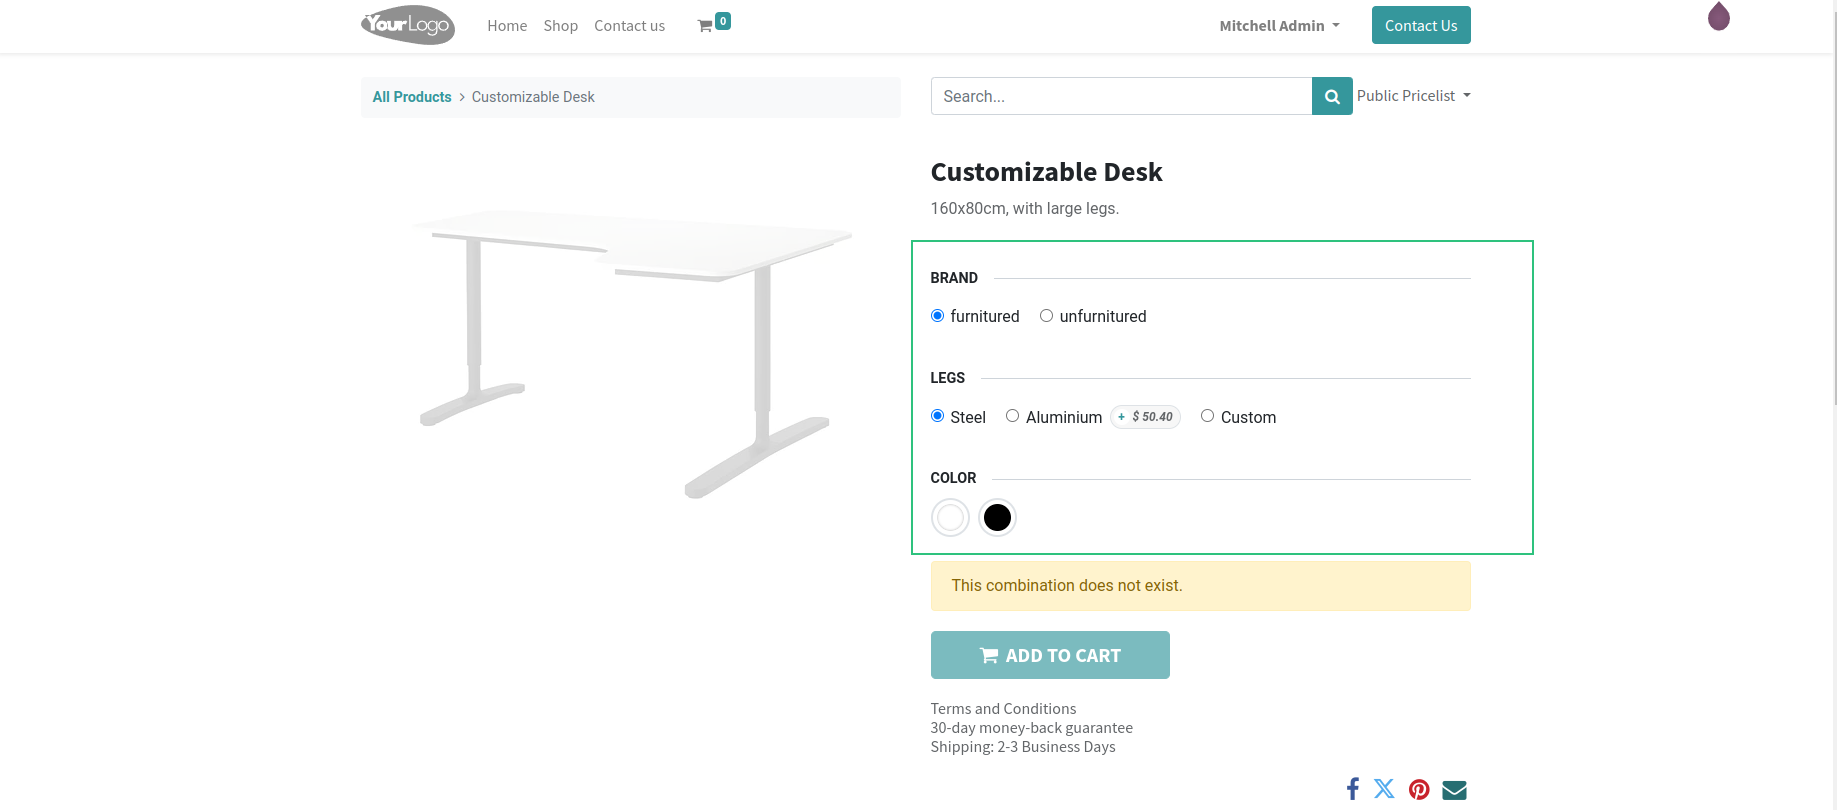 YourLogo
Home Shop Contact us 0
Mitchell Admin
Contact Us
All Products > Customizable Desk
Search...
Public Pricelist
Customizable Desk
160x80cm, with large legs.
BRAND
furnitured unfurnitured
LEGS
Steel Aluminium + $ 50.40 Custom
COLOR
This combination does not exist.
ADD TO CART
Terms and Conditions
30-day money-back guarantee
Shipping: 2-3 Business Days